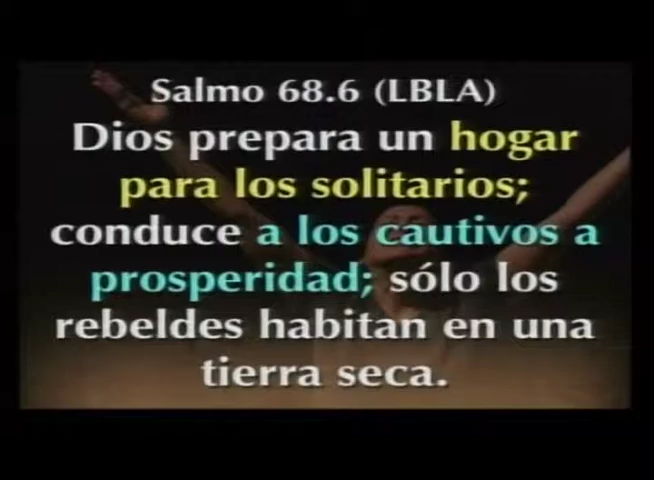 Salmo 68.6 (LBLA)
Dios prepara un hogar
para los solitarios;
conduce a los cautivos a
prosperidad; sólo los
rebeldes habitan en una
tierra seca.